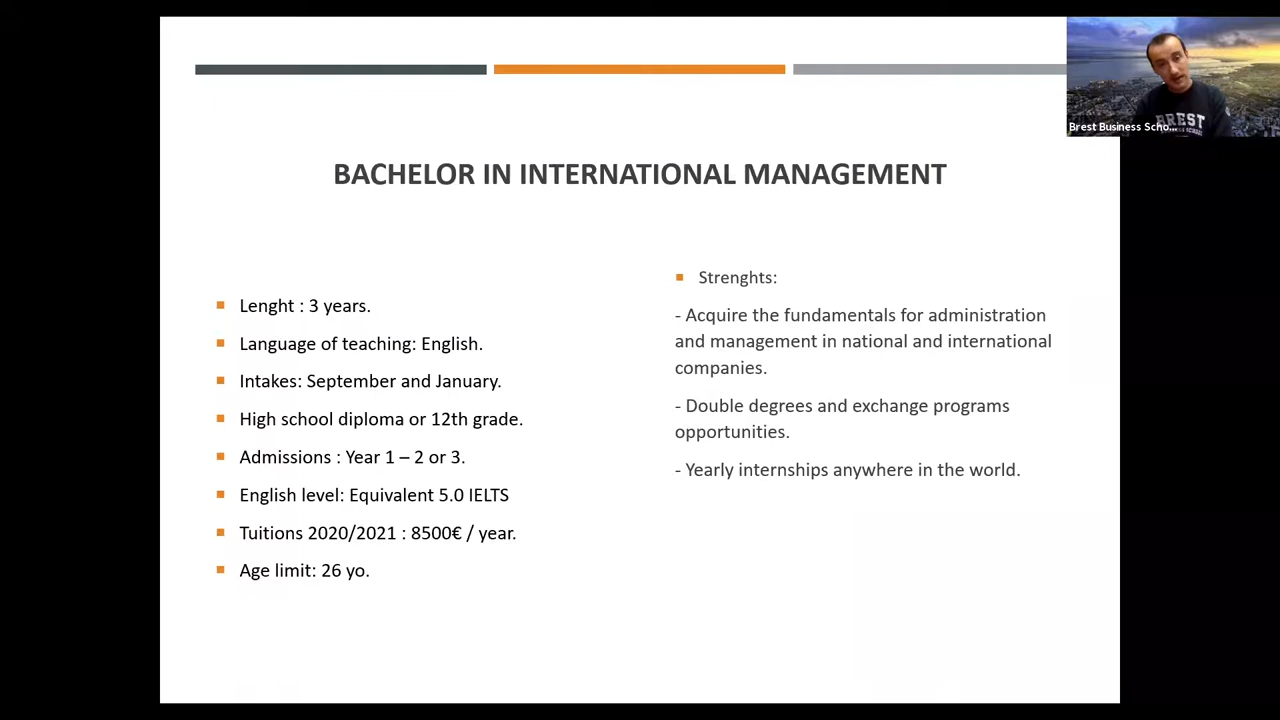 BACHELOR IN INTERNATIONAL MANAGEMENT
Lenght : 3 years.
Language of teaching: English.
Intakes: September and January.
High school diploma or 12th grade.
Admissions : Year 1 – 2 or 3.
English level: Equivalent 5.0 IELTS
Tuitions 2020/2021 : 8500€ / year.
Age limit: 26 yo.
Strenghts:
- Acquire the fundamentals for administration
and management in national and international
companies.
- Double degrees and exchange programs
opportunities.
- Yearly internships anywhere in the world.
BREST
Brest Business Scho...